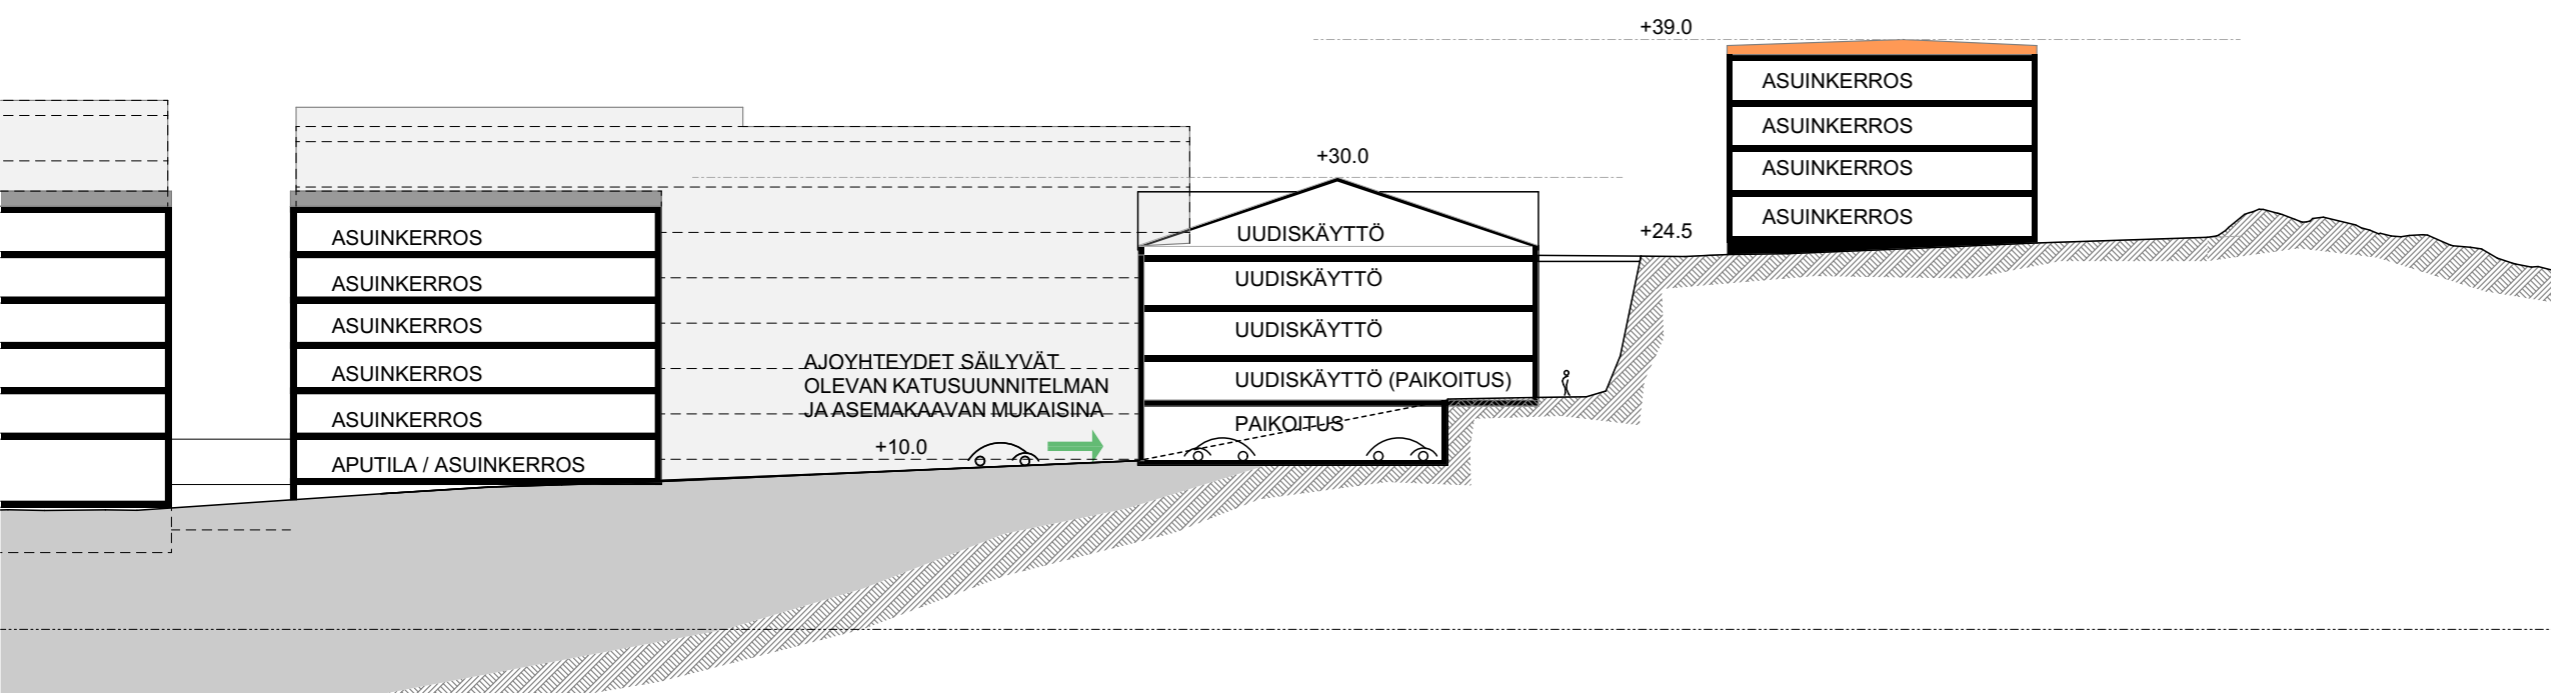 +39.0
ASUINKERROS
ASUINKERROS
ASUINKERROS
ASUINKERROS
+30.0
+24.5
UUDISKÄYTTÖ
UUDISKÄYTTÖ
UUDISKÄYTTÖ
UUDISKÄYTTÖ (PAIKOITUS)
PAIKOITUS
ASUINKERROS
ASUINKERROS
ASUINKERROS
ASUINKERROS
ASUINKERROS
APUTILA / ASUINKERROS
AJOYHTEYDET SÄILYVÄT
OLEVAN KATUSUUNNITELMAN
JA ASEMAKAAVAN MUKAISINA
+10.0